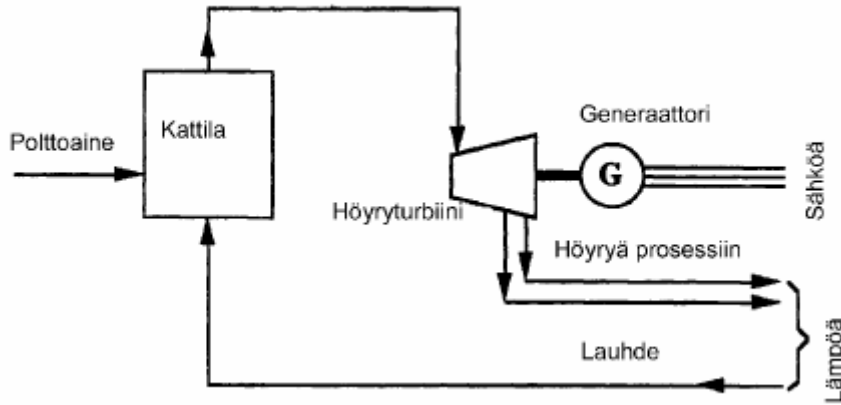 Generaattori
Polttoaine
Kattila
G
Sähköä
Höyryturbiini
Höyryä prosessiin
Lauhde
Lämpöä